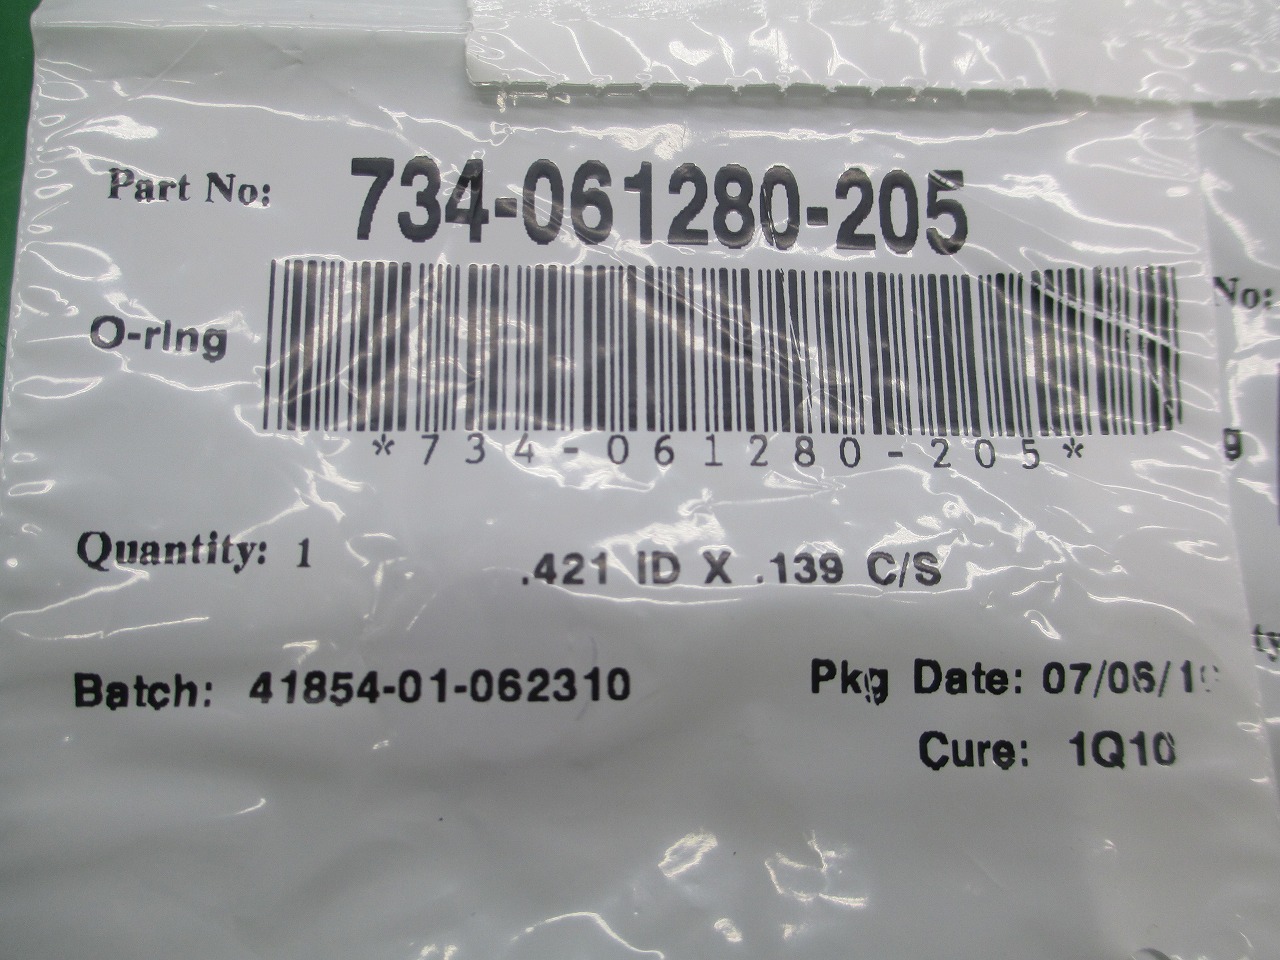 Part No: 734-061280-205
No:
O-ring
*734-061280-205*
g
Quantity: 1 .421 ID X .139 C/S
ty
Batch: 41854-01-062310 Pkg Date: 07/06/1
Cure: 1Q10